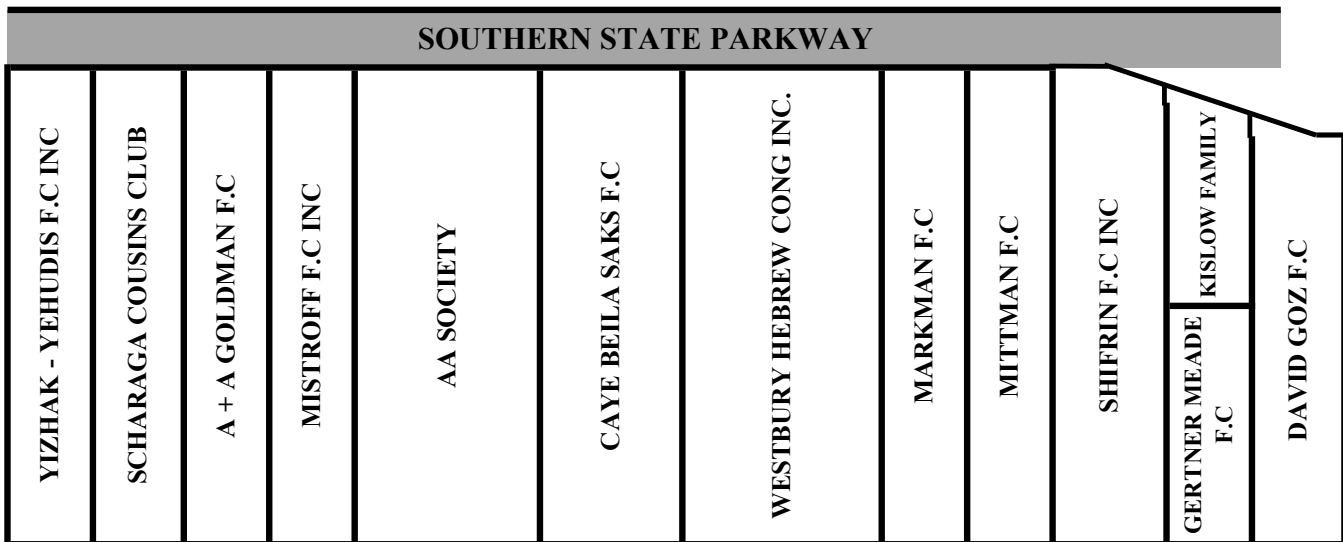 SOUTHERN STATE PARKWAY
YIZHAK - YEHUDIS F.C INC
SCHARAGA COUSINS CLUB
A + A GOLDMAN F.C
MISTROFF F.C INC
AA SOCIETY
CAYE BEILA SAKS F.C
WESTBURY HEBREW CONG INC.
MARKMAN F.C
MITTMAN F.C
SHIFRIN F.C INC
KISLOW FAMILY
GERTNER MEADE
F.C
DAVID GOZ F.C